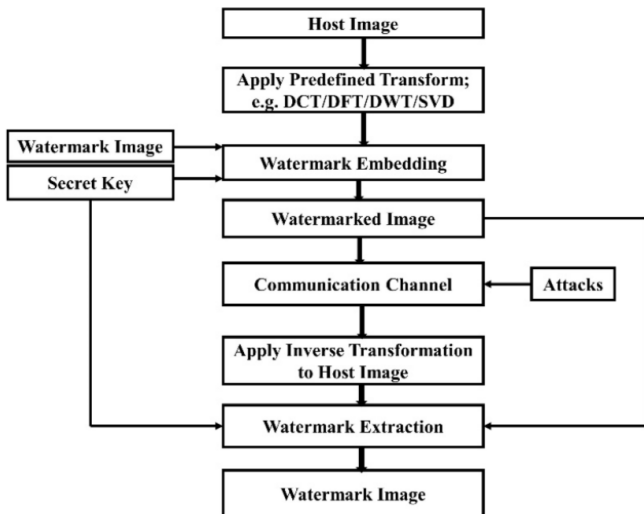 Host Image
Apply Predefined Transform;
e.g. DCT/DFT/DWT/SVD
Watermark Image
Secret Key
Watermark Embedding
Watermarked Image
Communication Channel
Attacks
Apply Inverse Transformation
to Host Image
Watermark Extraction
Watermark Image